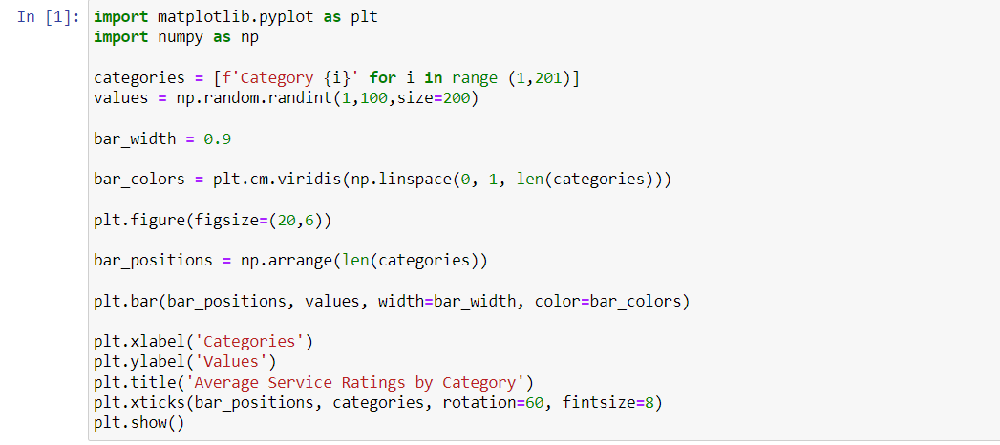 In [1]: import matplotlib.pyplot as plt
import numpy as np
categories = [f'Category {i}' for i in range (1,201)]
values = np.random.randint(1,100,size=200)
bar_width = 0.9
bar_colors = plt.cm.viridis(np.linspace(0, 1, len(categories)))
plt.figure(figsize=(20,6))
bar_positions = np.arrange(len(categories))
plt.bar(bar_positions, values, width=bar_width, color=bar_colors)
plt.xlabel('Categories')
plt.ylabel('Values')
plt.title('Average Service Ratings by Category')
plt.xticks(bar_positions, categories, rotation=60, fintsize=8)
plt.show()